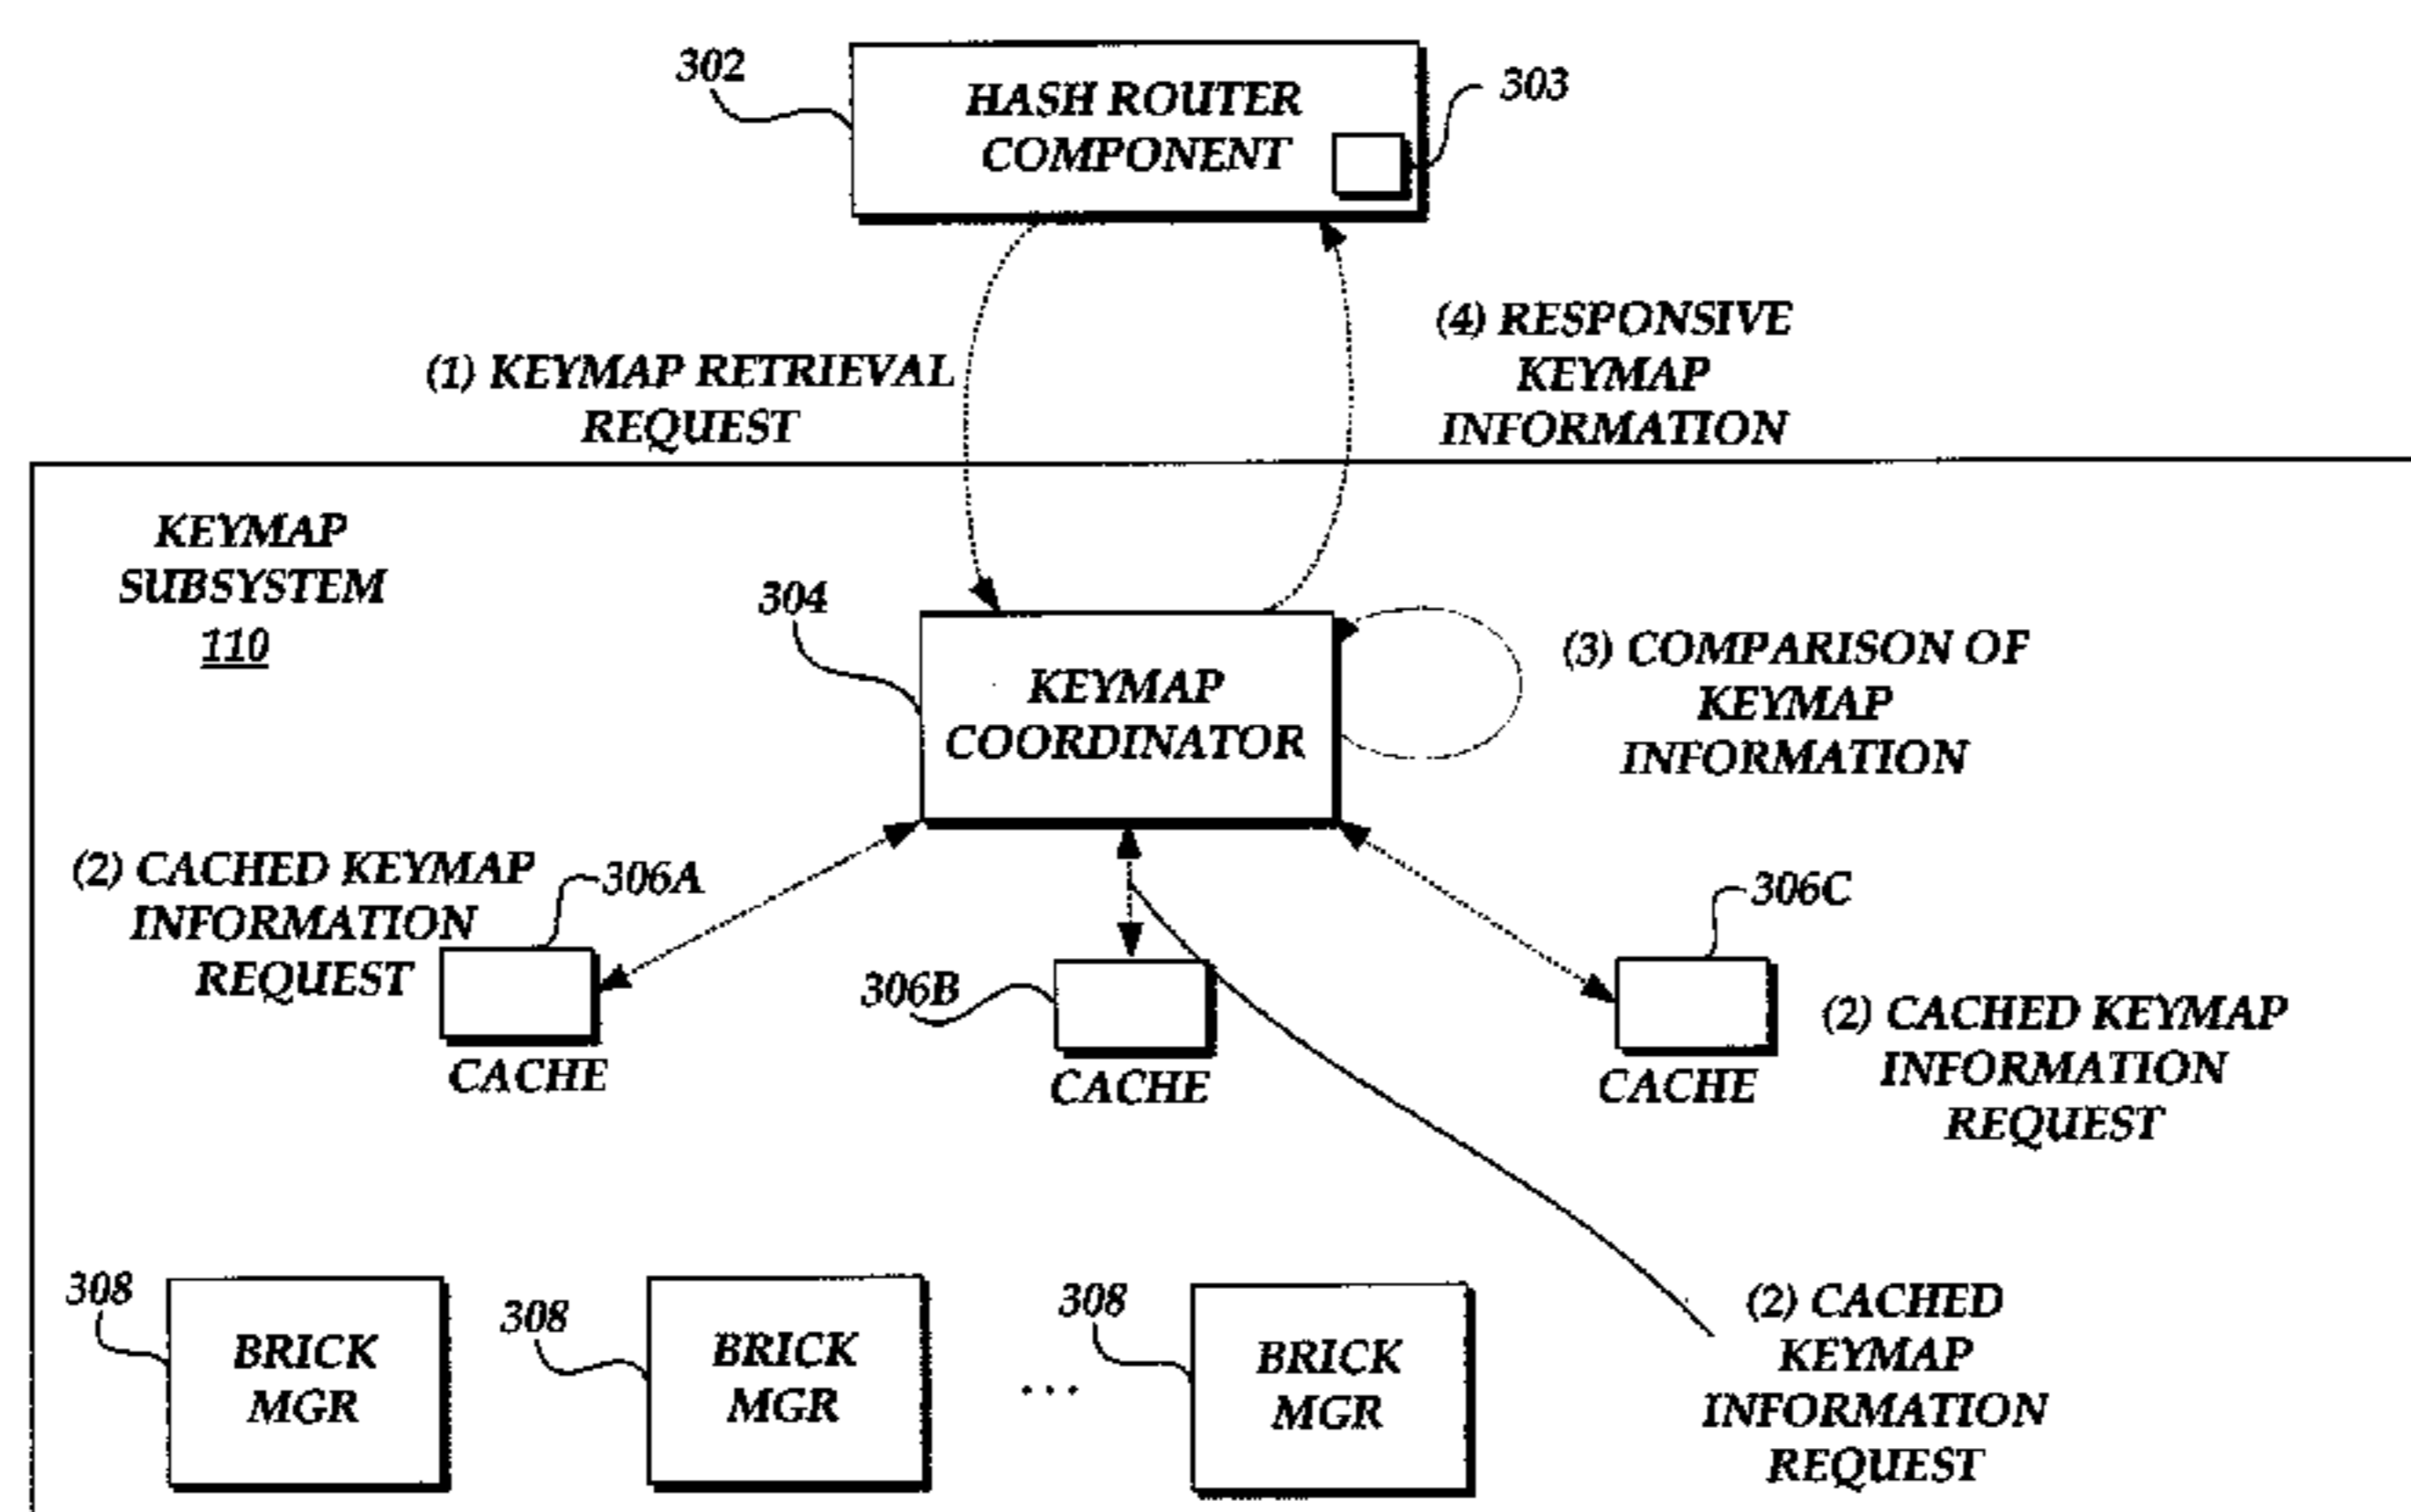 302
HASH ROUTER
COMPONENT
303
(1) KEYMAP RETRIEVAL
REQUEST
(4) RESPONSIVE
KEYMAP
INFORMATION
KEYMAP
SUBSYSTEM
110
304
KEYMAP
COORDINATOR
(3) COMPARISON OF
KEYMAP
INFORMATION
(2) CACHED KEYMAP
INFORMATION
REQUEST
306A
CACHE
306B
CACHE
306C
CACHE
(2) CACHED KEYMAP
INFORMATION
REQUEST
308
BRICK
MGR
308
BRICK
MGR
...
308
BRICK
MGR
(2) CACHED
KEYMAP
INFORMATION
REQUEST